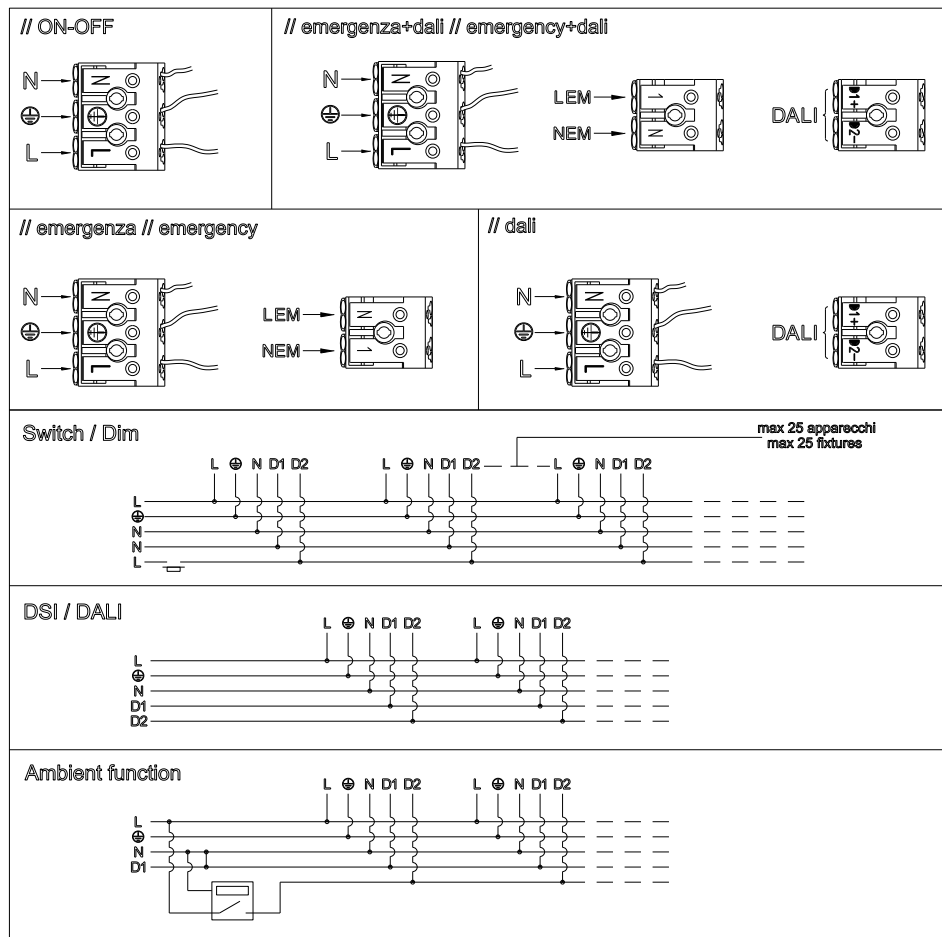 // ON-OFF
N
L
N
L
// emergenza+dali // emergency+dali
N
L
N
L
LEM
NEM
1
N
DALI
D1+
D2-
// emergenza // emergency
N
L
N
L
LEM
NEM
N
1
// dali
N
L
N
L
DALI
D1+
D2-
Switch / Dim
max 25 apparecchi
max 25 fixtures
L N D1 D2 L N D1 D2 L N D1 D2
L
N
N
L
DSI / DALI
L N D1 D2 L N D1 D2
L
N
D1
D2
Ambient function
L N D1 D2 L N D1 D2
L
N
D1